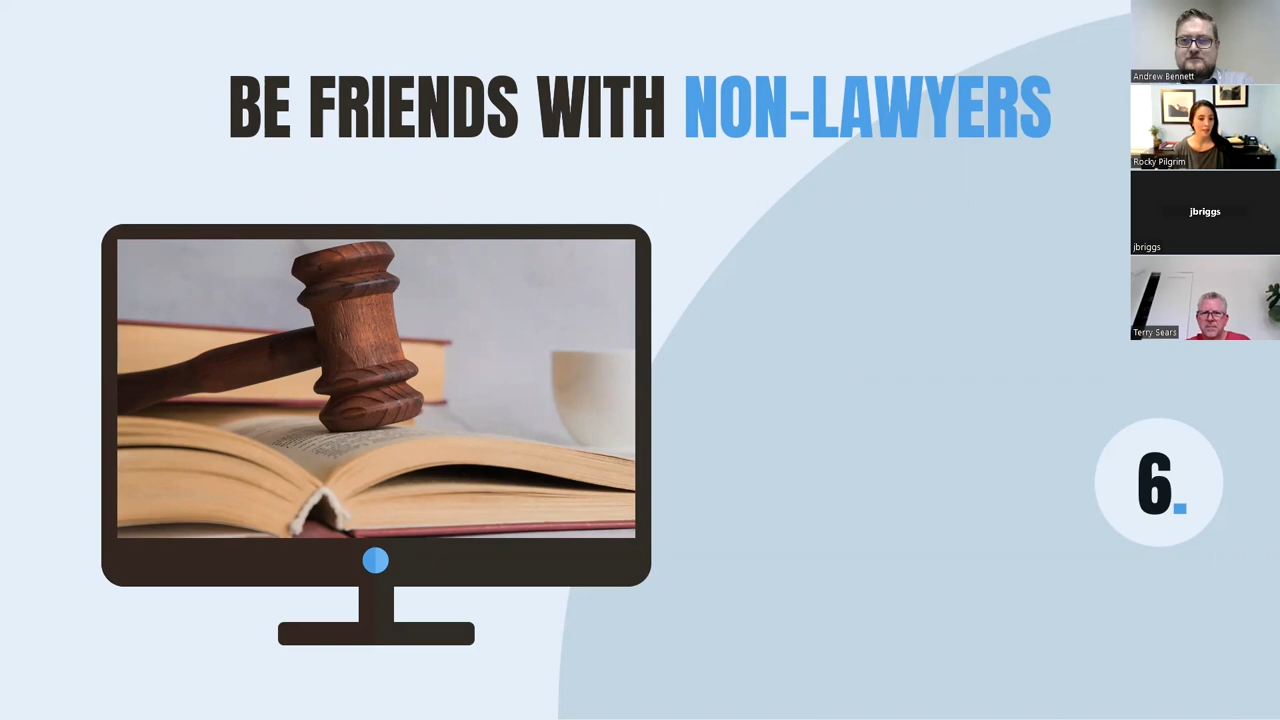 BE FRIENDS WITH NON-LAWYERS
Andrew Bennett
Rocky Pilgrim
jbriggs
jbriggs
Terry Sears
6.